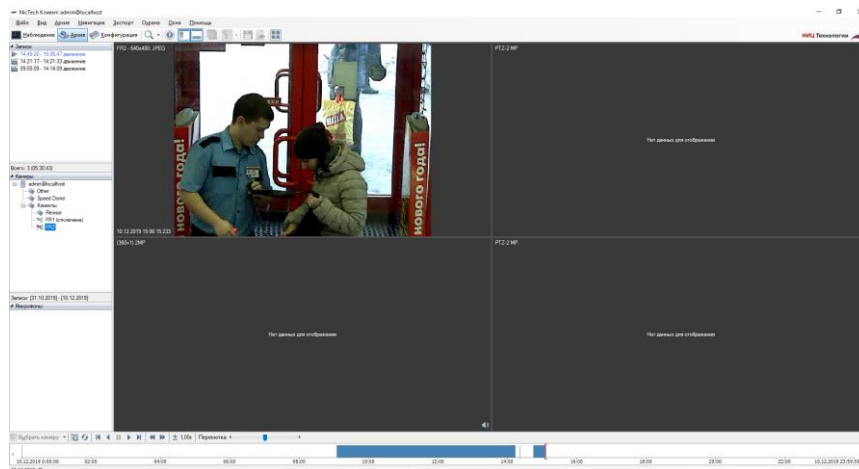 NicTech Клиент: admin@localhost
Файл Вид Архив Навигация Экспорт Оценка Окна Помощь
Наблюдение Архив Конфигурация
НИЦ Технологии
Записи
14:45:20 - 15:06:47 движение
14:21:17 - 14:21:33 движение
09:05:09 - 14:14:09 движение
Всего: 3 (05:30:43)
Камеры
admin@localhost
Other
Speed Dome
Клиенты
Revisor
FR1 (отключена)
FR2
Записи: [31.10.2019] - [10.12.2019]
Микрофоны
FR2 - 640x480, JPEG
НОВОГО ГОДА!
НОВОГО ГОДА!
10.12.2019 15:06:15.233
PTZ-2 MP
Нет данных для отображения
(360+1) 2MP
Нет данных для отображения
PTZ-2 MP
Нет данных для отображения
Выбрать камеру
1,00x
Перемотка
10.12.2019 0:00:00 02:00 04:00 06:00 08:00 10:00 12:00 14:00 16:00 18:00 20:00 22:00 10.12.2019 23:59:59